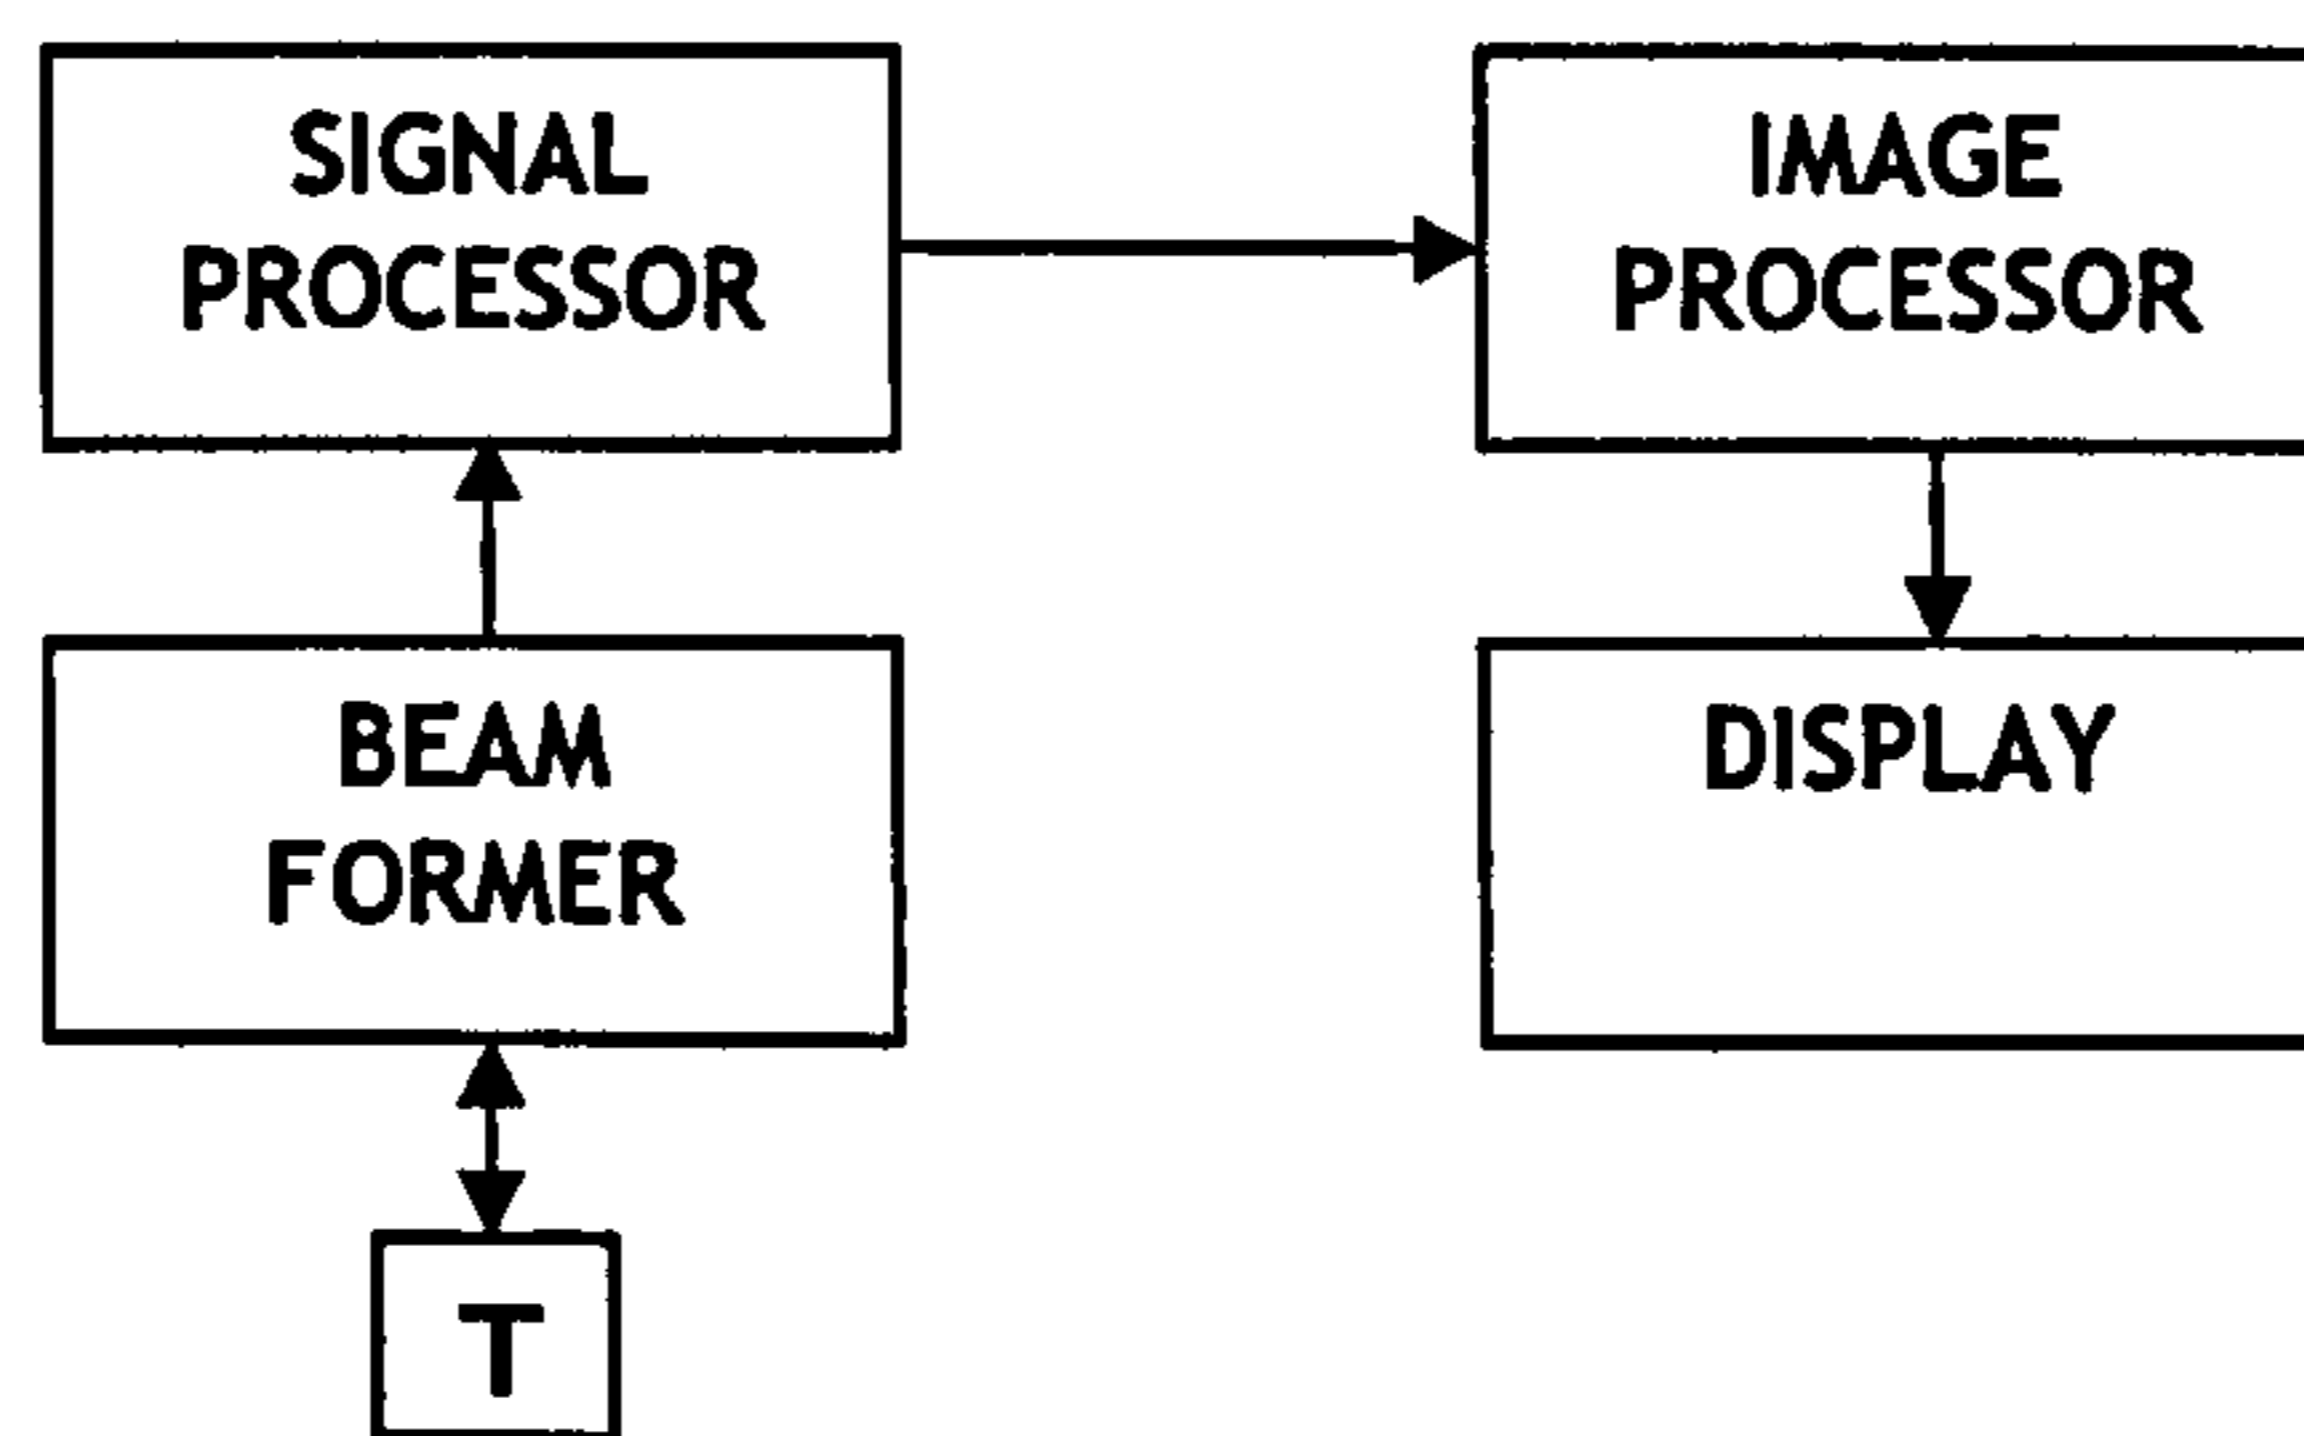 SIGNAL
PROCESSOR
IMAGE
PROCESSOR
BEAM
FORMER
DISPLAY
T